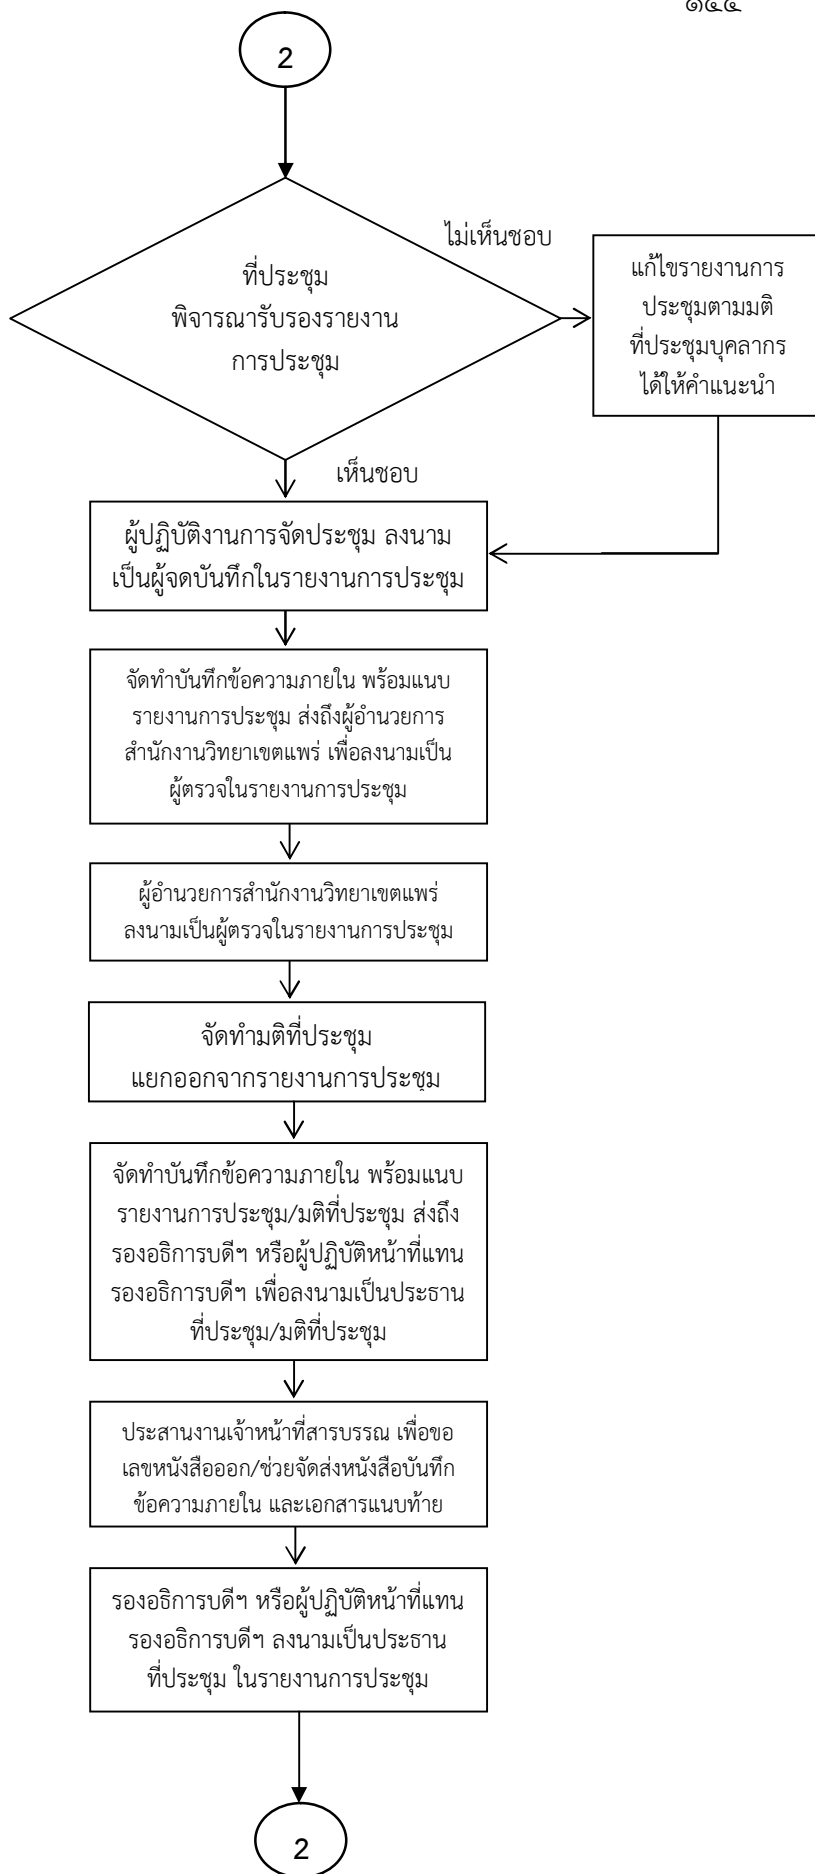 ๑๔๔
2
ไม่เห็นชอบ
ที่ประชุม
พิจารณารับรองรายงาน
การประชุม
แก้ไขรายงานการ
ประชุมตามมติ
ที่ประชุมบุคลากร
ได้ให้คำแนะนำ
เห็นชอบ
ผู้ปฏิบัติงานการจัดประชุม ลงนาม
เป็นผู้จดบันทึกในรายงานการประชุม
จัดทำบันทึกข้อความภายใน พร้อมแนบ
รายงานการประชุม ส่งถึงผู้อำนวยการ
สำนักงานวิทยาเขตแพร่ เพื่อลงนามเป็น
ผู้ตรวจในรายงานการประชุม
ผู้อำนวยการสำนักงานวิทยาเขตแพร่
ลงนามเป็นผู้ตรวจในรายงานการประชุม
จัดทำมติที่ประชุม
แยกออกจากรายงานการประชุม
จัดทำบันทึกข้อความภายใน พร้อมแนบ
รายงานการประชุม/มติที่ประชุม ส่งถึง
รองอธิการบดีฯ หรือผู้ปฏิบัติหน้าที่แทน
รองอธิการบดีฯ เพื่อลงนามเป็นประธาน
ที่ประชุม/มติที่ประชุม
ประสานงานเจ้าหน้าที่สารบรรณ เพื่อขอ
เลขหนังสือออก/ช่วยจัดส่งหนังสือบันทึก
ข้อความภายใน และเอกสารแนบท้าย
รองอธิการบดีฯ หรือผู้ปฏิบัติหน้าที่แทน
รองอธิการบดีฯ ลงนามเป็นประธาน
ที่ประชุม ในรายงานการประชุม
2